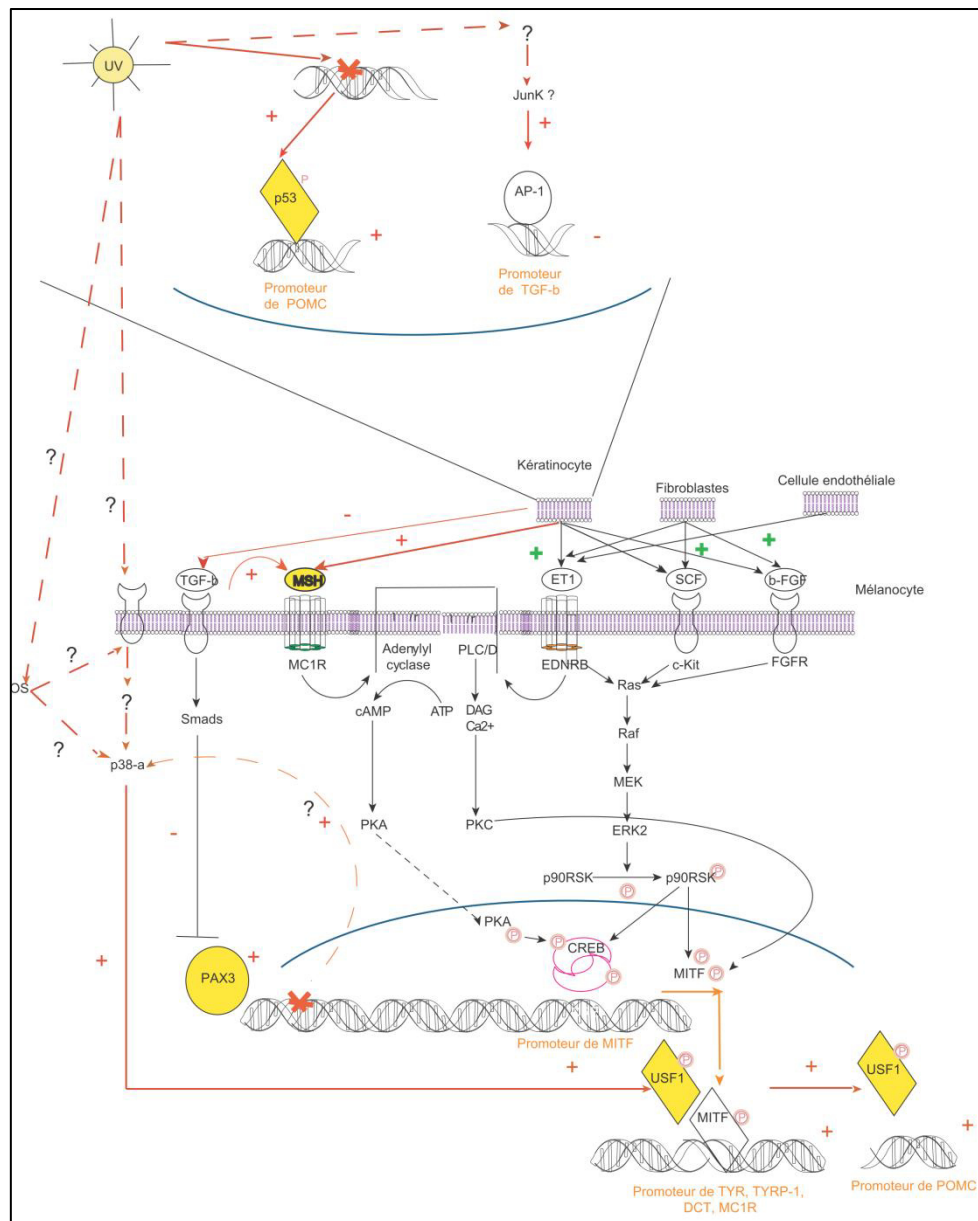 UV
?
JunK ?
+
+
P
p53
AP-1
+
-
Promoteur
de POMC
Promoteur
de TGF-b
?
?
Kératinocyte
Fibroblastes
Cellule endothéliale
-
+
+
+
+
+
TGF-b
MSH
ET1
SCF
b-FGF
Mélanocyte
MC1R
Adenylyl
cyclase
PLC/D
EDNRB
c-Kit
FGFR
?
OS
?
?
Smads
cAMP
ATP
DAG
Ca2+
Ras
Raf
p38-a
MEK
?
+
-
PKA
PKC
ERK2
p90RSK
P
p90RSK
P
PKA
P
P
CREB
P
P
MITF
P
+
PAX3
+
Promoteur de MITF
+
USF1
P
+
USF1
P
MITF
P
+
+
Promoteur de TYR, TYRP-1,
DCT, MC1R
Promoteur de POMC